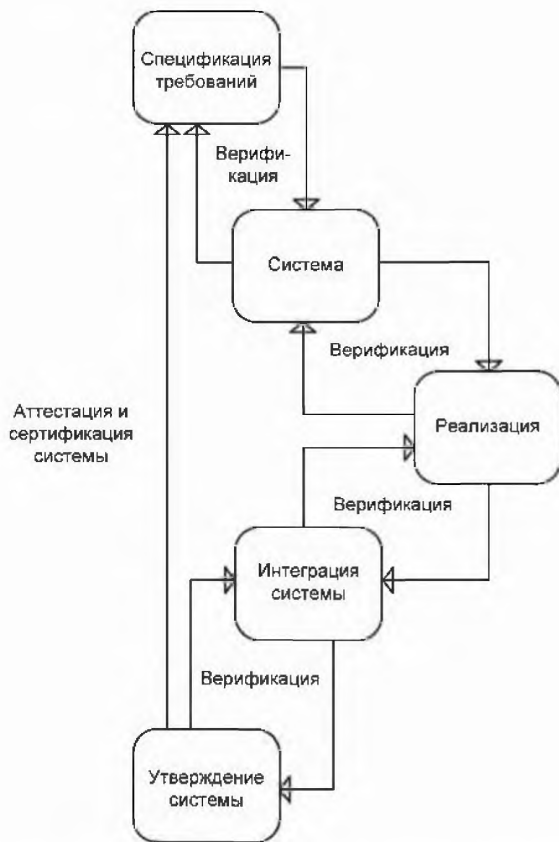 Спецификация
требований
Верифи-
кация
Система
Верификация
Реализация
Аттестация и
сертификация
системы
Верификация
Интеграция
системы
Верификация
Утверждение
системы